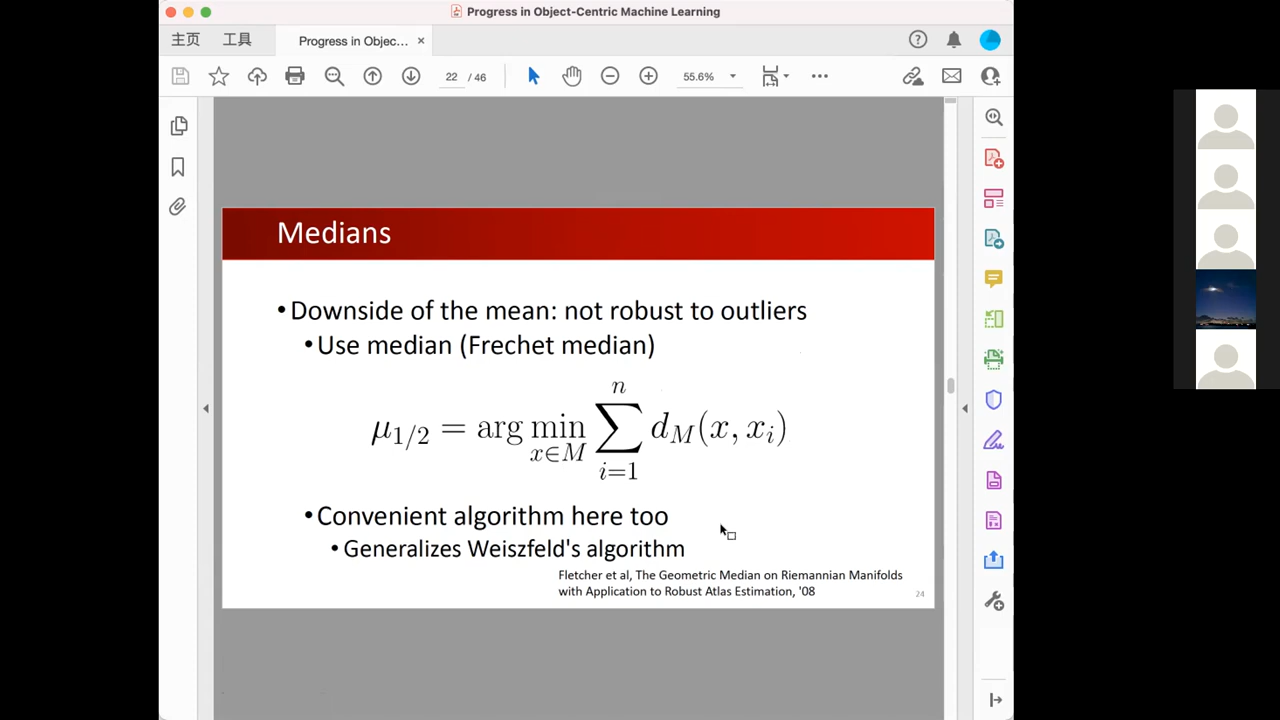 Progress in Object-Centric Machine Learning
主页 工具 Progress in Objec... ×
22 / 46 55.6%
Medians
• Downside of the mean: not robust to outliers
• Use median (Frechet median)
μ_{1/2} = arg min_{x∈M} ∑_{i=1}^{n} d_M(x, x_i)
• Convenient algorithm here too
• Generalizes Weiszfeld's algorithm
Fletcher et al, The Geometric Median on Riemannian Manifolds
with Application to Robust Atlas Estimation, '08
24